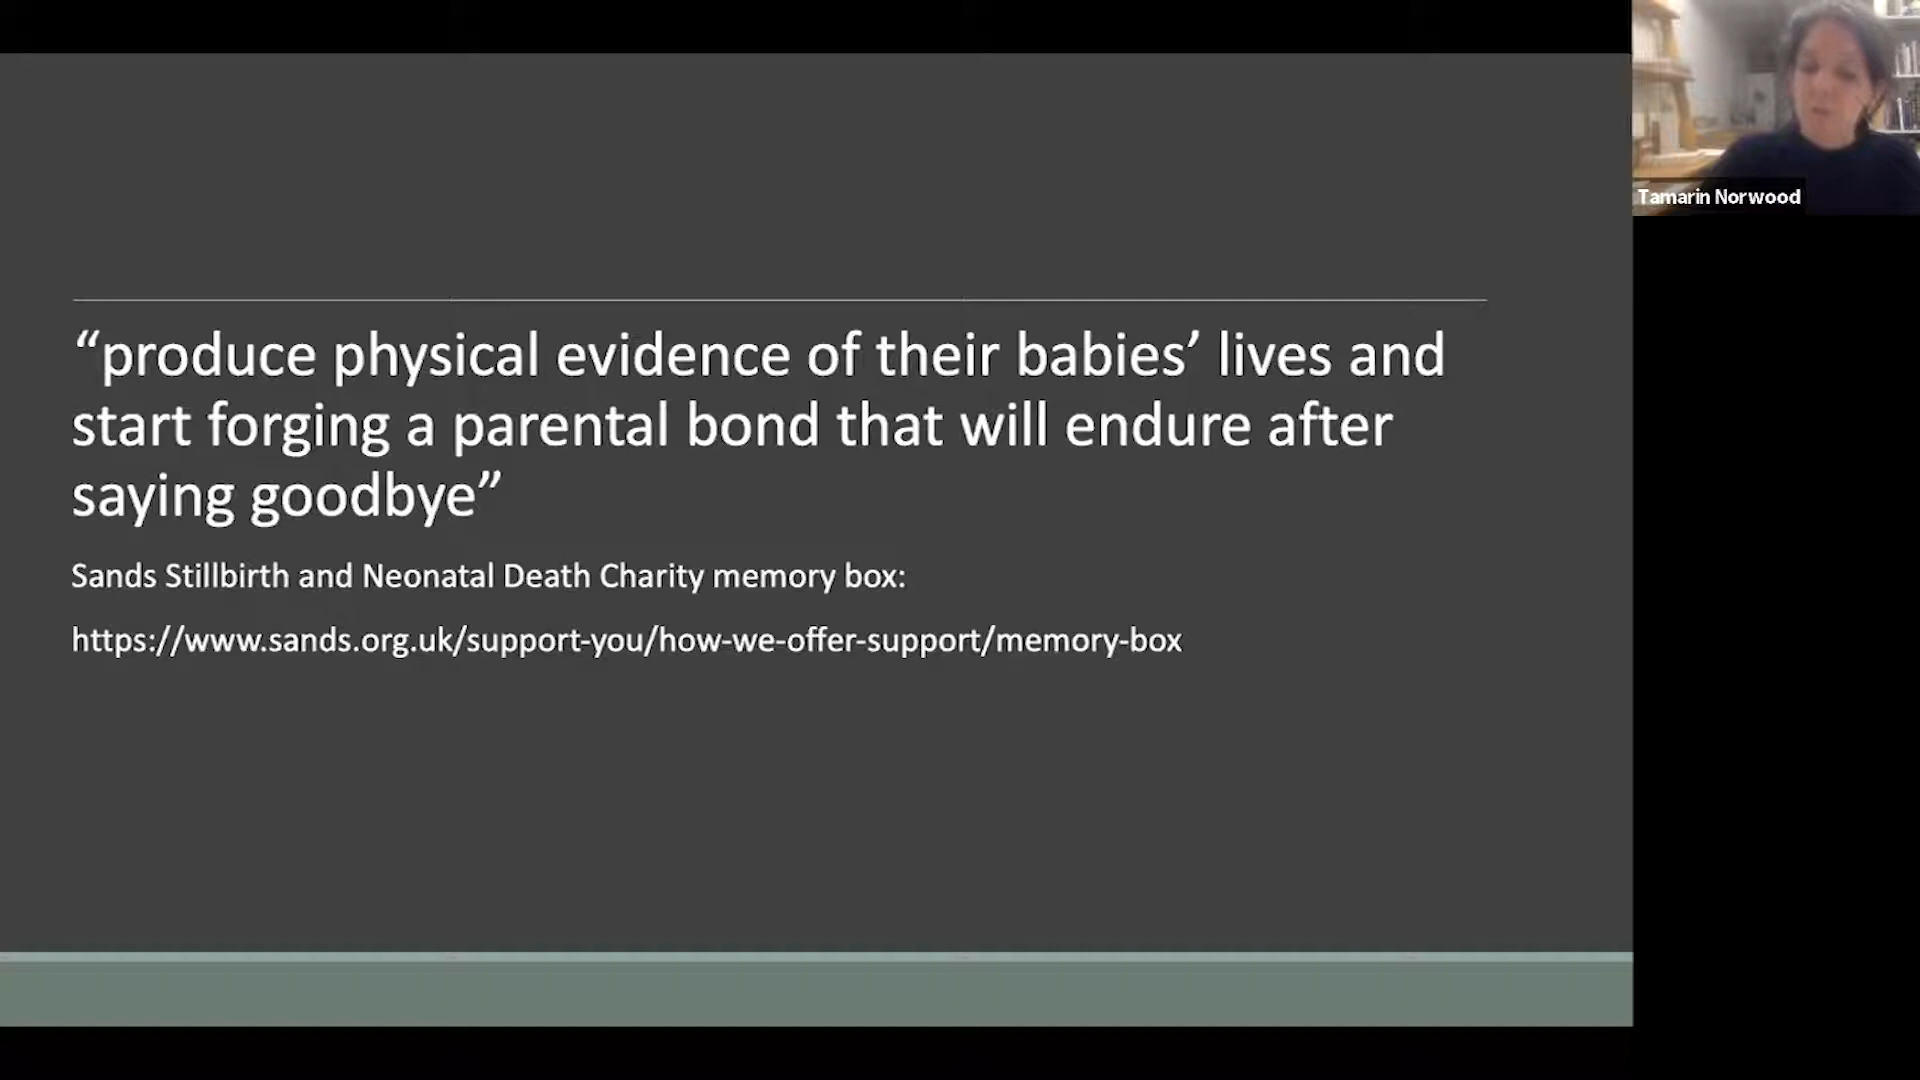 “produce physical evidence of their babies’ lives and
start forging a parental bond that will endure after
saying goodbye”
Sands Stillbirth and Neonatal Death Charity memory box:
https://www.sands.org.uk/support-you/how-we-offer-support/memory-box
Tamarin Norwood